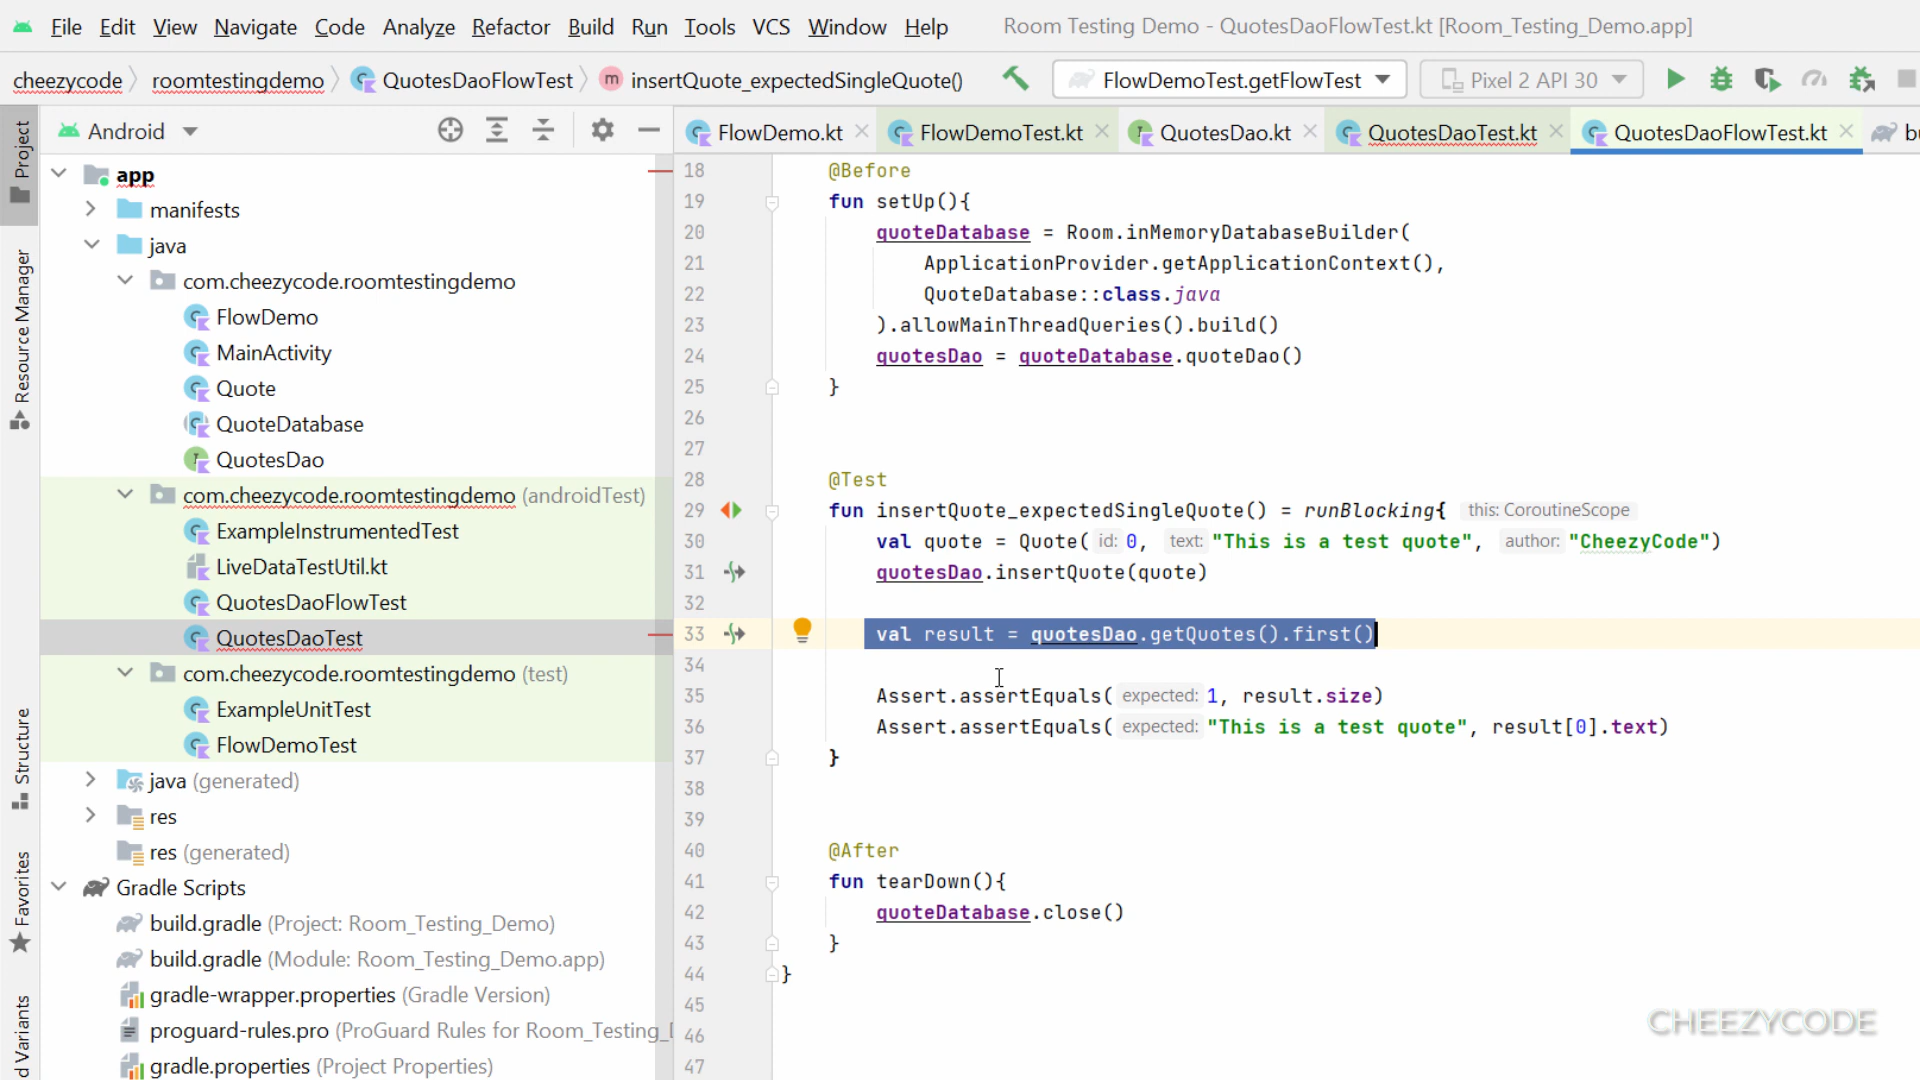 File Edit View Navigate Code Analyze Refactor Build Run Tools VCS Window Help Room Testing Demo - QuotesDaoFlowTest.kt [Room_Testing_Demo.app]
cheezycode roomtestingdemo QuotesDaoFlowTest insertQuote_expectedSingleQuote() FlowDemoTest.getFlowTest Pixel 2 API 30
Android
FlowDemo.kt FlowDemoTest.kt QuotesDao.kt QuotesDaoTest.kt QuotesDaoFlowTest.kt
Project
Resource Manager
Structure
Favorites
d Variants
app
manifests
java
com.cheezycode.roomtestingdemo
FlowDemo
MainActivity
Quote
QuoteDatabase
QuotesDao
com.cheezycode.roomtestingdemo (androidTest)
ExampleInstrumentedTest
LiveDataTestUtil.kt
QuotesDaoFlowTest
QuotesDaoTest
com.cheezycode.roomtestingdemo (test)
ExampleUnitTest
FlowDemoTest
java (generated)
res
res (generated)
Gradle Scripts
build.gradle (Project: Room_Testing_Demo)
build.gradle (Module: Room_Testing_Demo.app)
gradle-wrapper.properties (Gradle Version)
proguard-rules.pro (ProGuard Rules for Room_Testing_
gradle.properties (Project Properties)
18 @Before
19 fun setUp(){
20 quoteDatabase = Room.inMemoryDatabaseBuilder(
21 ApplicationProvider.getApplicationContext(),
22 QuoteDatabase::class.java
23 ).allowMainThreadQueries().build()
24 quotesDao = quoteDatabase.quoteDao()
25 }
26
27
28 @Test
29 fun insertQuote_expectedSingleQuote() = runBlocking{ this: CoroutineScope
30 val quote = Quote( id: 0, text: "This is a test quote", author: "CheezyCode")
31 quotesDao.insertQuote(quote)
32
33 val result = quotesDao.getQuotes().first()
34
35 Assert.assertEquals( expected: 1, result.size)
36 Assert.assertEquals( expected: "This is a test quote", result[0].text)
37 }
38
39
40 @After
41 fun tearDown(){
42 quoteDatabase.close()
43 }
44 }
45
46
47
CHEEZYCODE